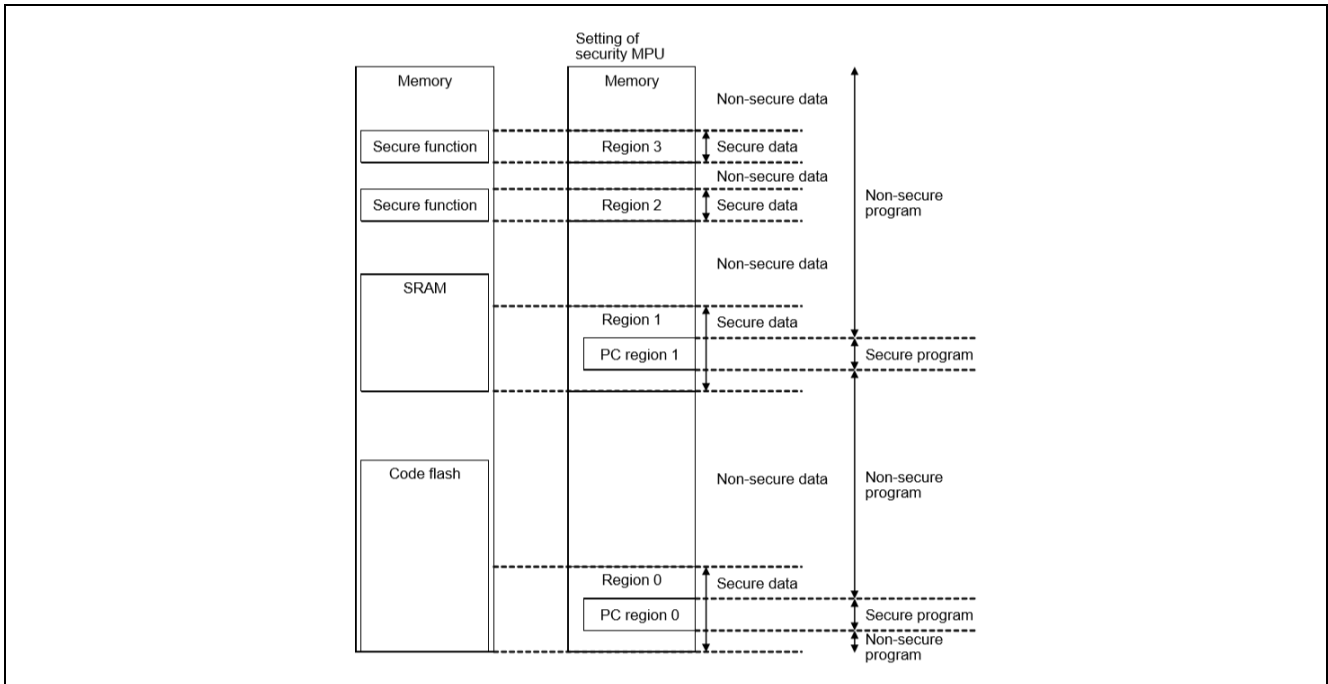 Setting of
security MPU
Memory
Memory
Non-secure data
Secure function
Region 3
Secure data
Non-secure data
Secure function
Region 2
Secure data
Non-secure
program
Non-secure data
SRAM
Region 1
Secure data
PC region 1
Secure program
Code flash
Non-secure data
Non-secure
program
Region 0
Secure data
PC region 0
Secure program
Non-secure
program